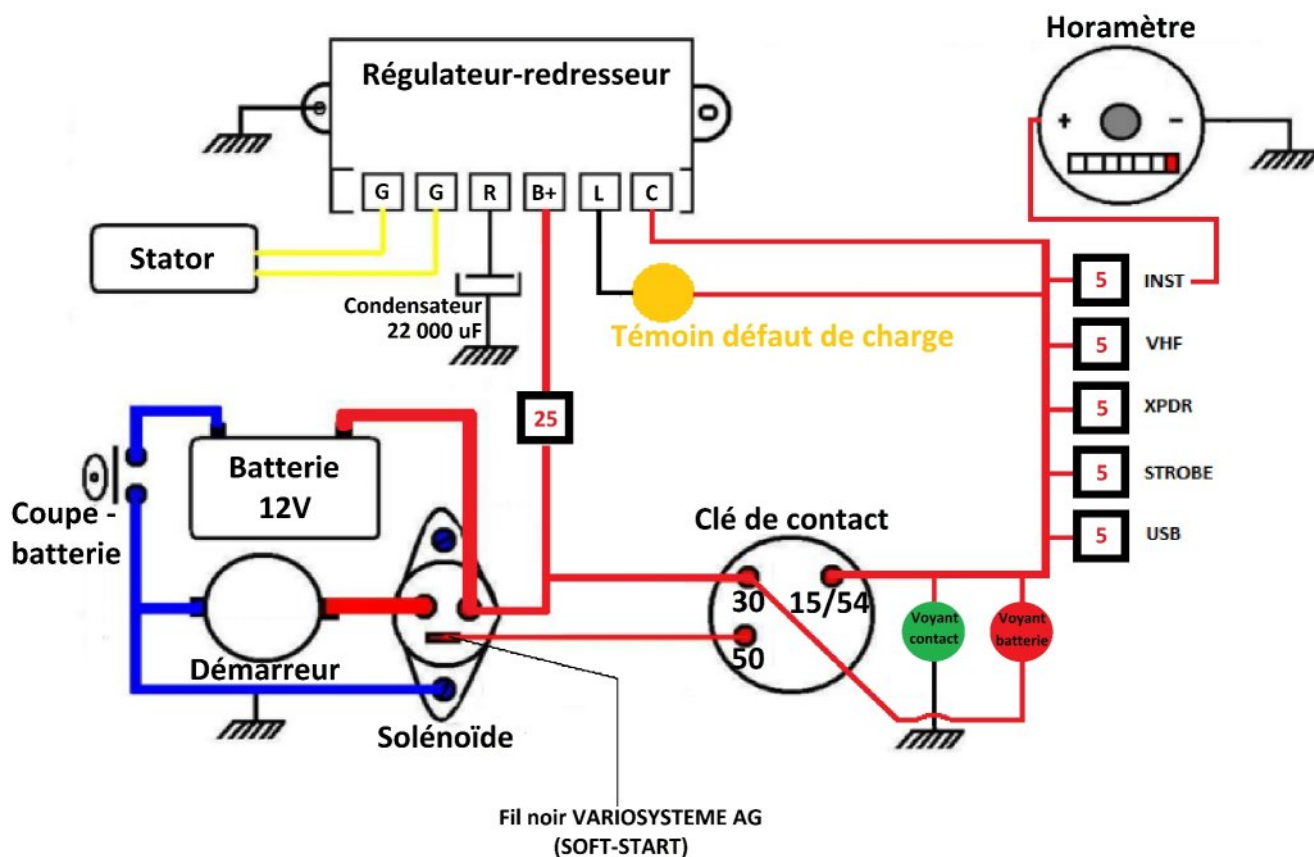 Horamètre
Régulateur-redresseur
+ −
G G R B+ L C
Stator
5 INST
Condensateur
22 000 uF
Témoin défaut de charge
5 VHF
25
5 XPDR
Batterie
12V
5 STROBE
Coupe -
batterie
Clé de contact
5 USB
30 15/54
50
Voyant
contact
Voyant
batterie
Démarreur
Solénoïde
Fil noir VARIOSYSTEME AG
(SOFT-START)